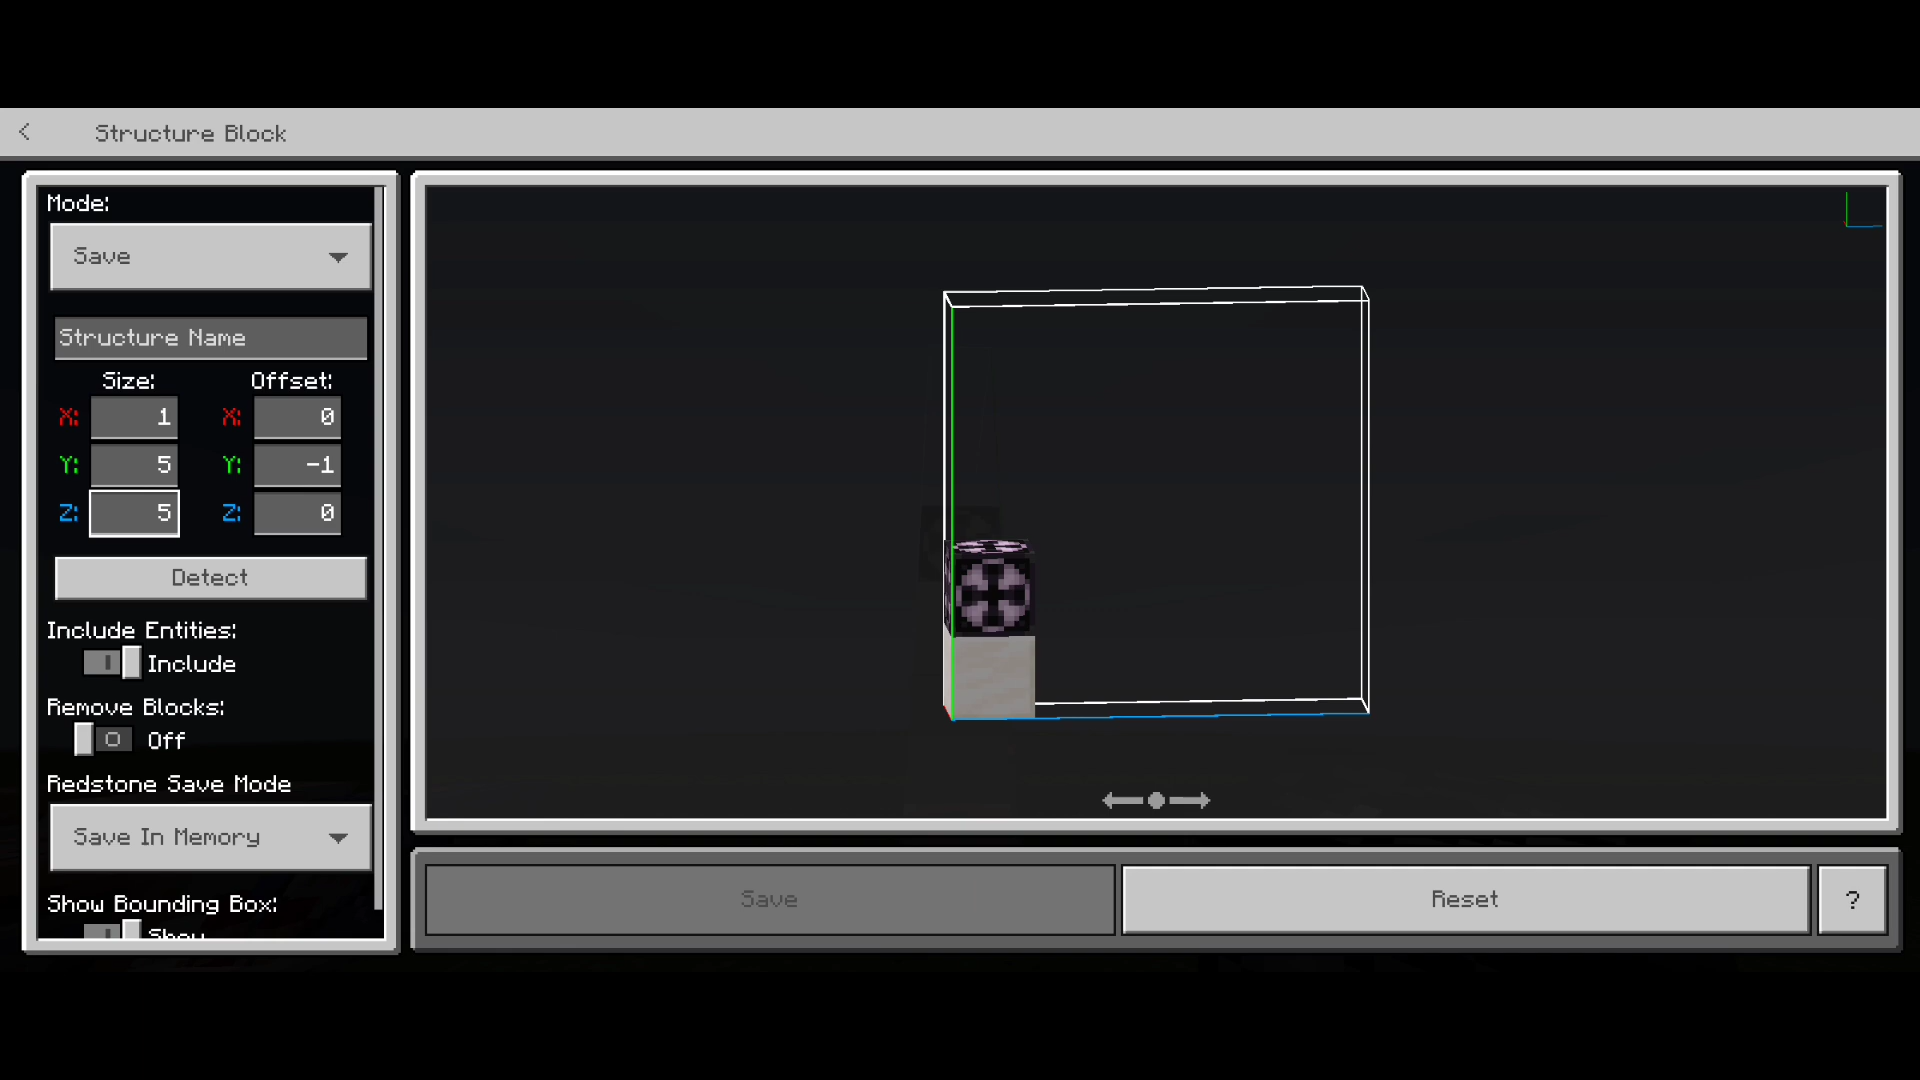 Structure Block
Mode:
Save
Structure Name
Size: Offset:
X: 1 X: 0
Y: 5 Y: -1
Z: 5 Z: 0
Detect
Include Entities:
Include
Remove Blocks:
Off
Redstone Save Mode
Save In Memory
Show Bounding Box:
Show
Save Reset ?